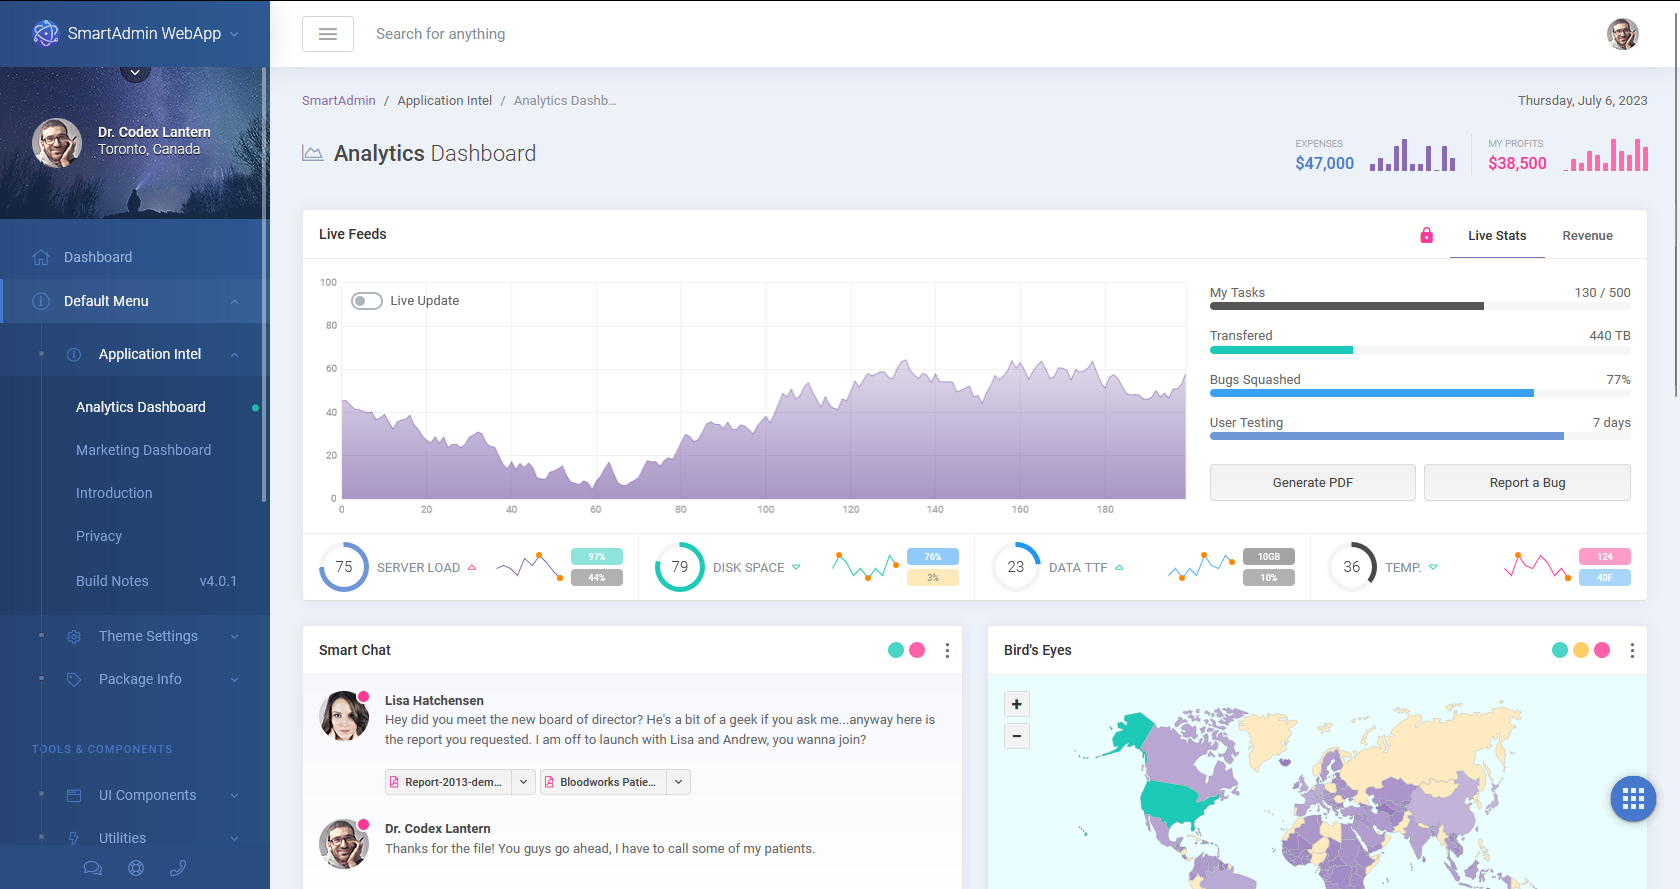 SmartAdmin WebApp
Search for anything
Dr. Codex Lantern
Toronto, Canada
Dashboard
Default Menu
Application Intel
Analytics Dashboard
Marketing Dashboard
Introduction
Privacy
Build Notes v4.0.1
Theme Settings
Package Info
TOOLS & COMPONENTS
UI Components
Utilities
SmartAdmin / Application Intel / Analytics Dashb...
Thursday, July 6, 2023
Analytics Dashboard
EXPENSES
$47,000
MY PROFITS
$38,500
Live Feeds
Live Stats
Revenue
Live Update
100
80
60
40
20
0
0 20 40 60 80 100 120 140 160 180
My Tasks 130 / 500
Transfered 440 TB
Bugs Squashed 77%
User Testing 7 days
Generate PDF
Report a Bug
75 SERVER LOAD
97%
44%
79 DISK SPACE
76%
3%
23 DATA TTF
10GB
10%
36 TEMP.
124
40F
Smart Chat
Lisa Hatchensen
Hey did you meet the new board of director? He's a bit of a geek if you ask me...anyway here is
the report you requested. I am off to launch with Lisa and Andrew, you wanna join?
Report-2013-dem...
Bloodworks Patie...
Dr. Codex Lantern
Thanks for the file! You guys go ahead, I have to call some of my patients.
Bird's Eyes
+
−